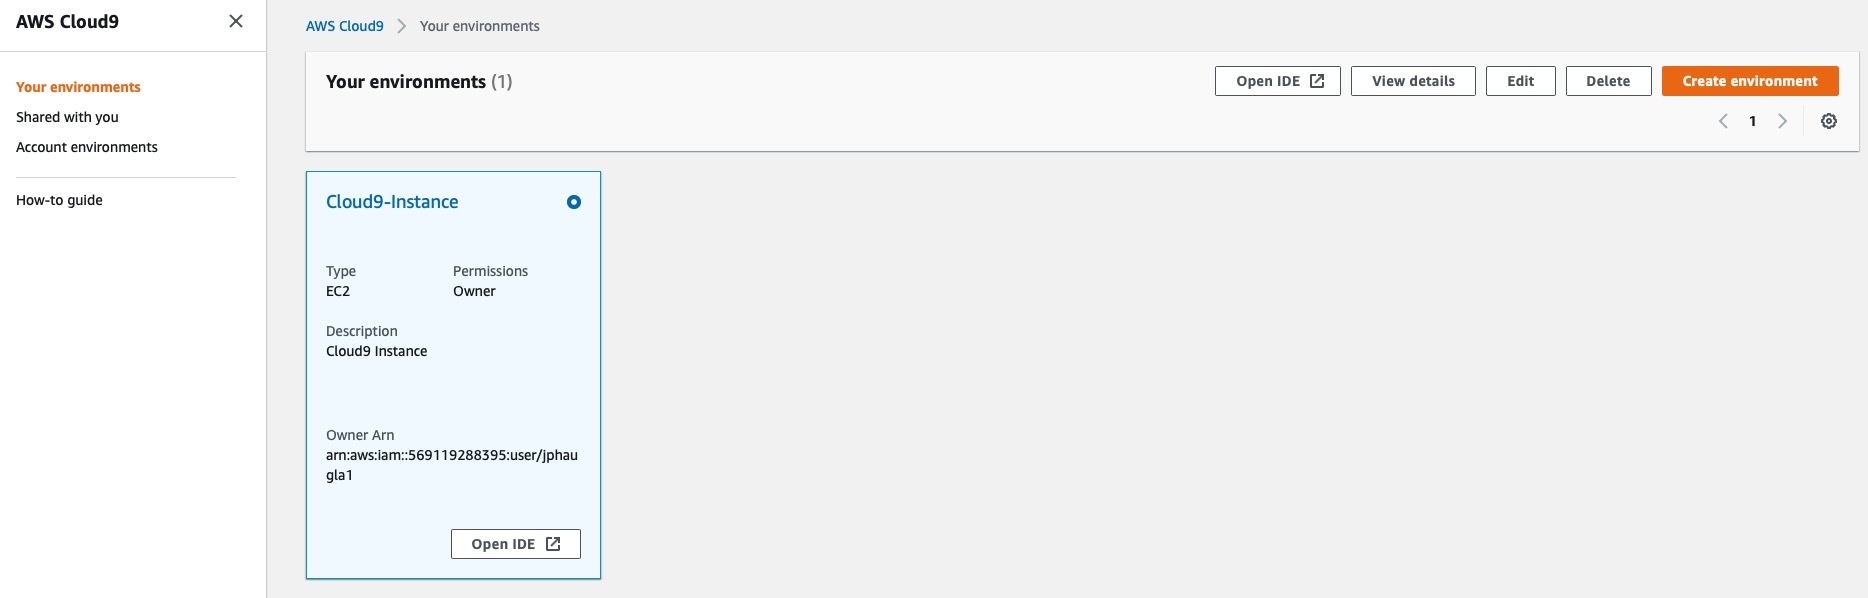 AWS Cloud9
Your environments
Shared with you
Account environments
How-to guide
AWS Cloud9 Your environments
Your environments (1)
Open IDE View details Edit Delete Create environment
1
Cloud9-Instance
Type Permissions
EC2 Owner
Description
Cloud9 Instance
Owner Arn
arn:aws:iam::569119288395:user/jphau
gla1
Open IDE